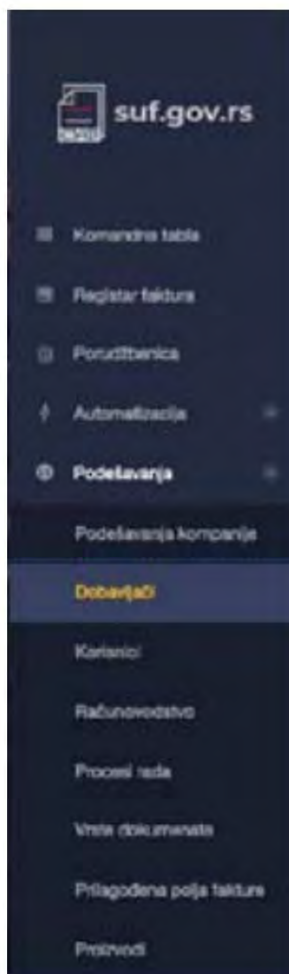 suf.gov.rs
Komandna tabla
Registar faktura
Porudžbenica
Automatizacija
Podešavanja
Podešavanja kompanije
Dobavljači
Korisnici
Računovodstvo
Procesi rada
Vrste dokumenata
Prilagođena polja fakture
Proizvodi